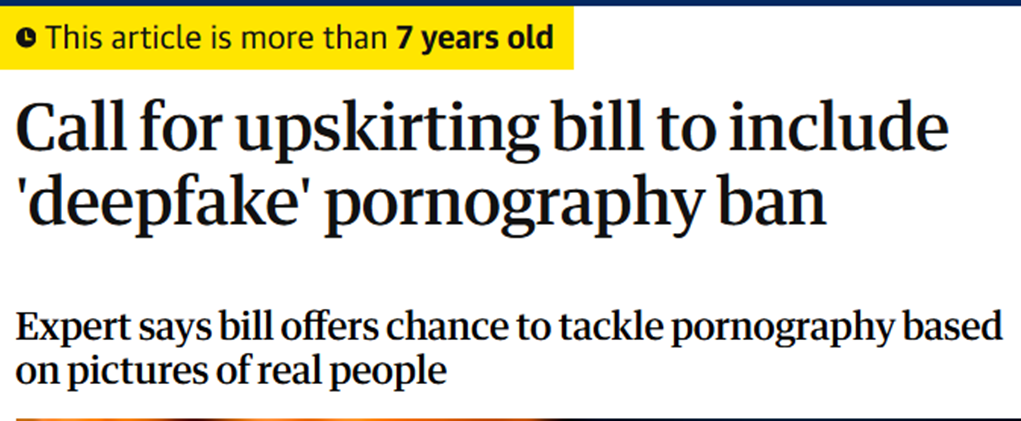 This article is more than 7 years old
Call for upskirting bill to include
'deepfake' pornography ban
Expert says bill offers chance to tackle pornography based
on pictures of real people